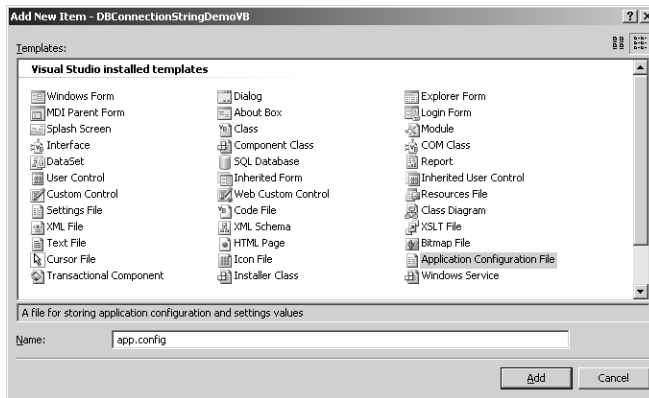 Add New Item - DBConnectionStringDemoVB
Templates:
Visual Studio installed templates
Windows Form Dialog Explorer Form
MDI Parent Form About Box Login Form
Splash Screen Class Module
Interface Component Class COM Class
DataSet SQL Database Report
User Control Inherited Form Inherited User Control
Custom Control Web Custom Control Resources File
Settings File Code File Class Diagram
XML File XML Schema XSLT File
Text File HTML Page Bitmap File
Cursor File Icon File Application Configuration File
Transactional Component Installer Class Windows Service
A file for storing application configuration and settings values
Name: app.config
Add Cancel